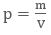 p = m/v